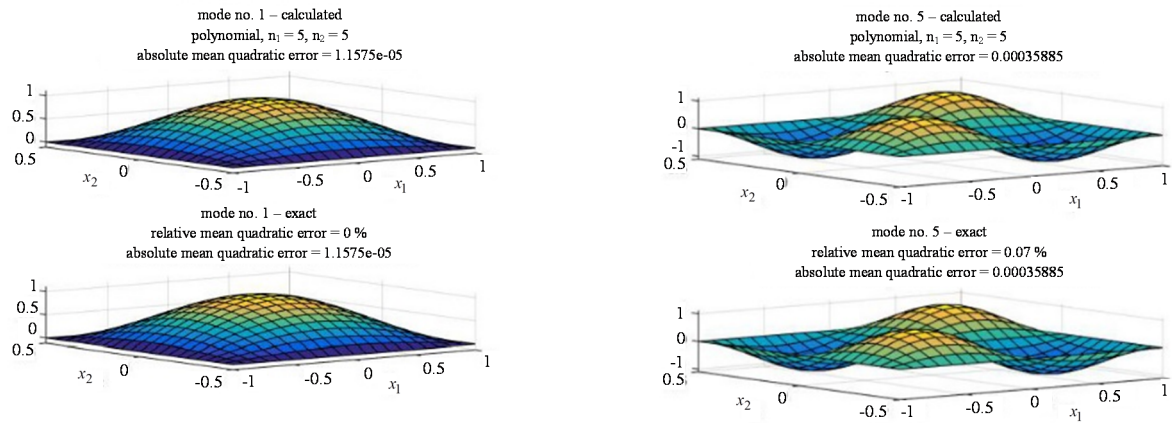 mode no. 1 – calculated
polynomial, n₁ = 5, n₂ = 5
absolute mean quadratic error = 1.1575e-05
1
0.5
0
0.5
x₂
0
-0.5
-1
-0.5
0
x₁
0.5
1
mode no. 1 – exact
relative mean quadratic error = 0 %
absolute mean quadratic error = 1.1575e-05
1
0.5
0
0.5
x₂
0
-0.5
-1
-0.5
0
x₁
0.5
1
mode no. 5 – calculated
polynomial, n₁ = 5, n₂ = 5
absolute mean quadratic error = 0.00035885
1
0
-1
0.5
x₂
0
-0.5
-1
-0.5
0
x₁
0.5
1
mode no. 5 – exact
relative mean quadratic error = 0.07 %
absolute mean quadratic error = 0.00035885
1
0
-1
0.5
x₂
0
-0.5
-1
-0.5
0
x₁
0.5
1